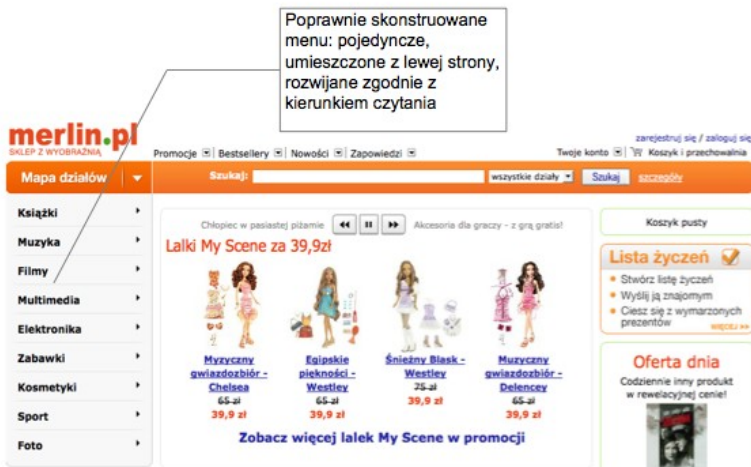 Poprawnie skonstruowane
menu: pojedyncze,
umieszczone z lewej strony,
rozwijane zgodnie z
kierunkiem czytania
merlin.pl
SKLEP Z WYOBRAŹNIĄ
zarejestruj się / zaloguj się
Promocje Bestsellery Nowości Zapowiedzi Twoje konto Koszyk i przechowalnia
Mapa działów Szukaj: wszystkie działy Szukaj szczegóły
Książki
Muzyka
Filmy
Multimedia
Elektronika
Zabawki
Kosmetyki
Sport
Foto
Chłopiec w pasiastej piżamie Akcesoria dla graczy - z grą gratis!
Lalki My Scene za 39,9zł
Myzyczny
gwiazdozbiór -
Chelsea
65 zł
39,9 zł
Egipskie
piękności -
Westley
65 zł
39,9 zł
Śnieżny Blask -
Westley
75 zł
39,9 zł
Muzyczny
gwiazdozbiór -
Delencey
65 zł
39,9 zł
Zobacz więcej lalek My Scene w promocji
Koszyk pusty
Lista życzeń
Stwórz listę życzeń
Wyślij ją znajomym
Ciesz się z wymarzonych
prezentów
więcej >>
Oferta dnia
Codziennie inny produkt
w rewelacyjnej cenie!